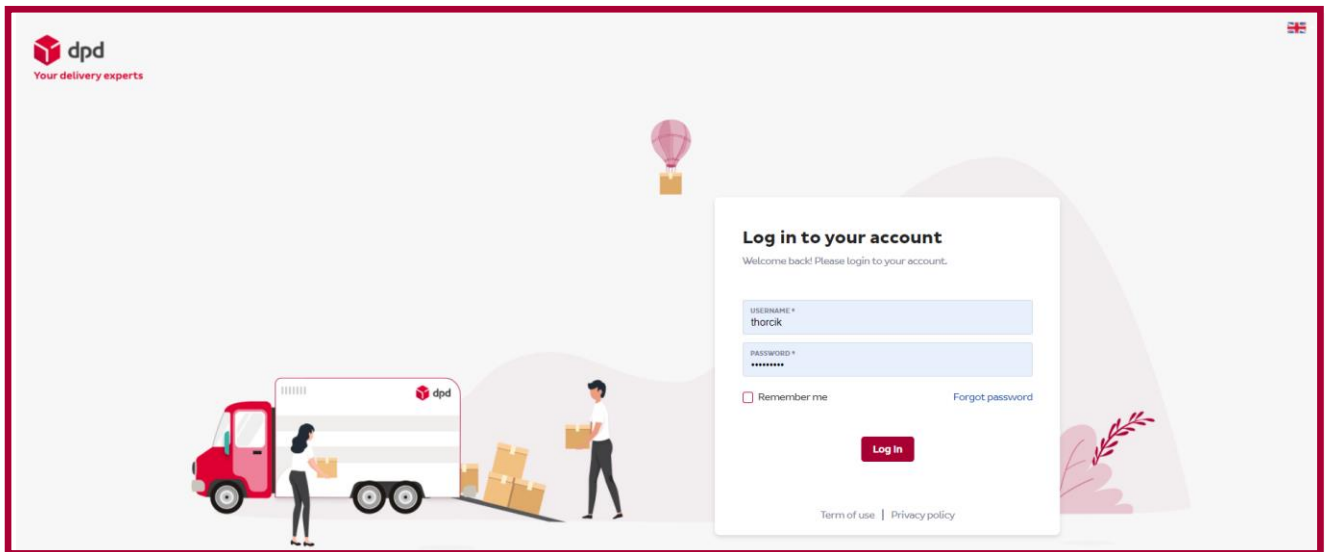 dpd
Your delivery experts
Log in to your account
Welcome back! Please login to your account.
USERNAME *
thorcik
PASSWORD *
•••••••••
Remember me
Forgot password
dpd
Log In
Term of use | Privacy policy